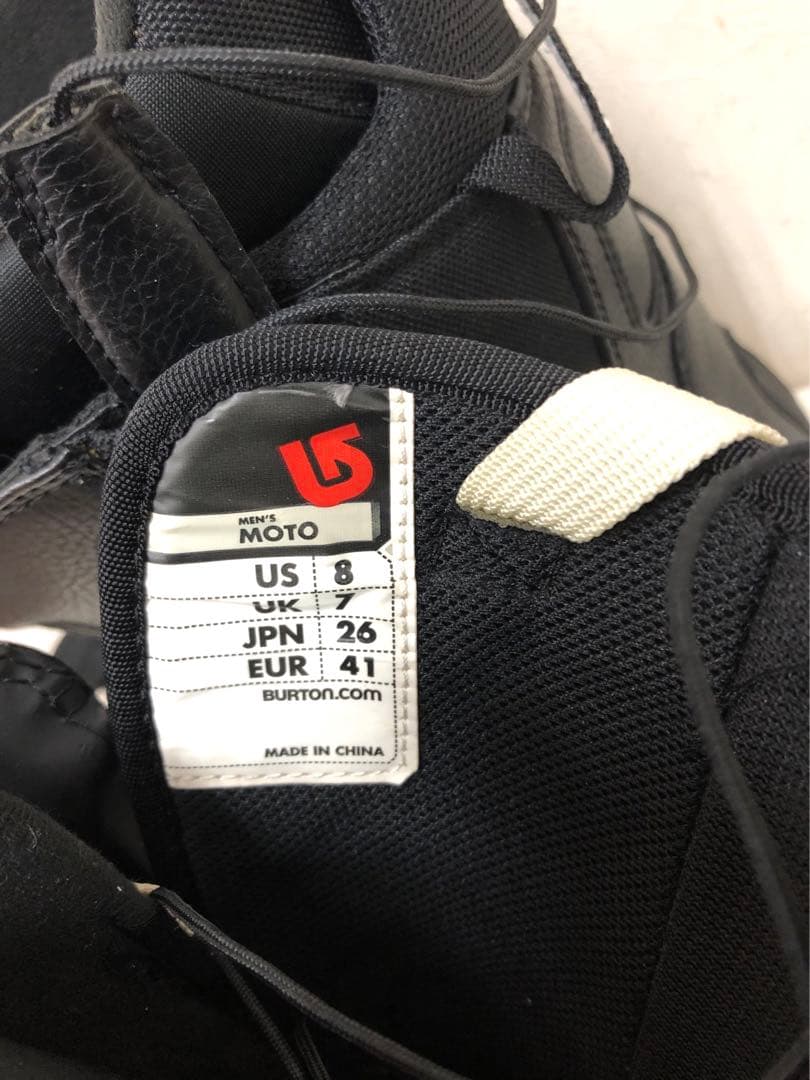 MEN'S
MOTO
US 8
UK 7
JPN 26
EUR 41
BURTON.COM
MADE IN CHINA